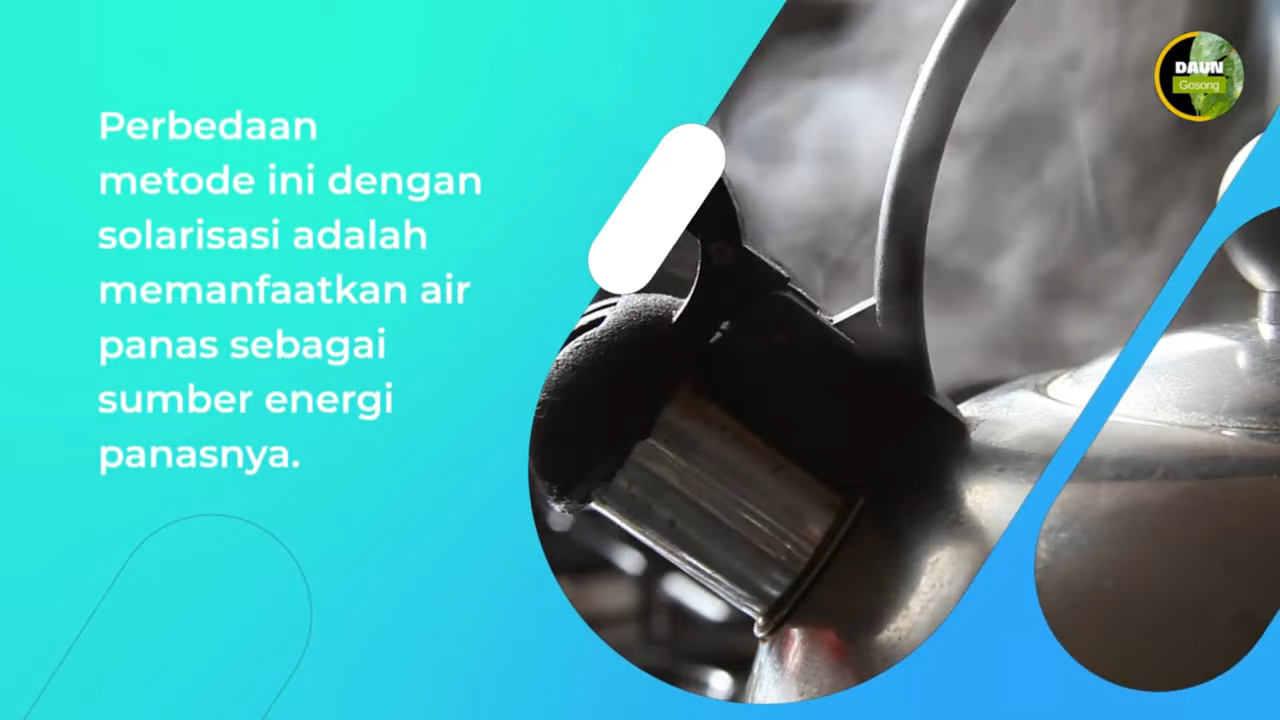 Perbedaan
metode ini dengan
solarisasi adalah
memanfaatkan air
panas sebagai
sumber energi
panasnya.
DAUN
Gosong